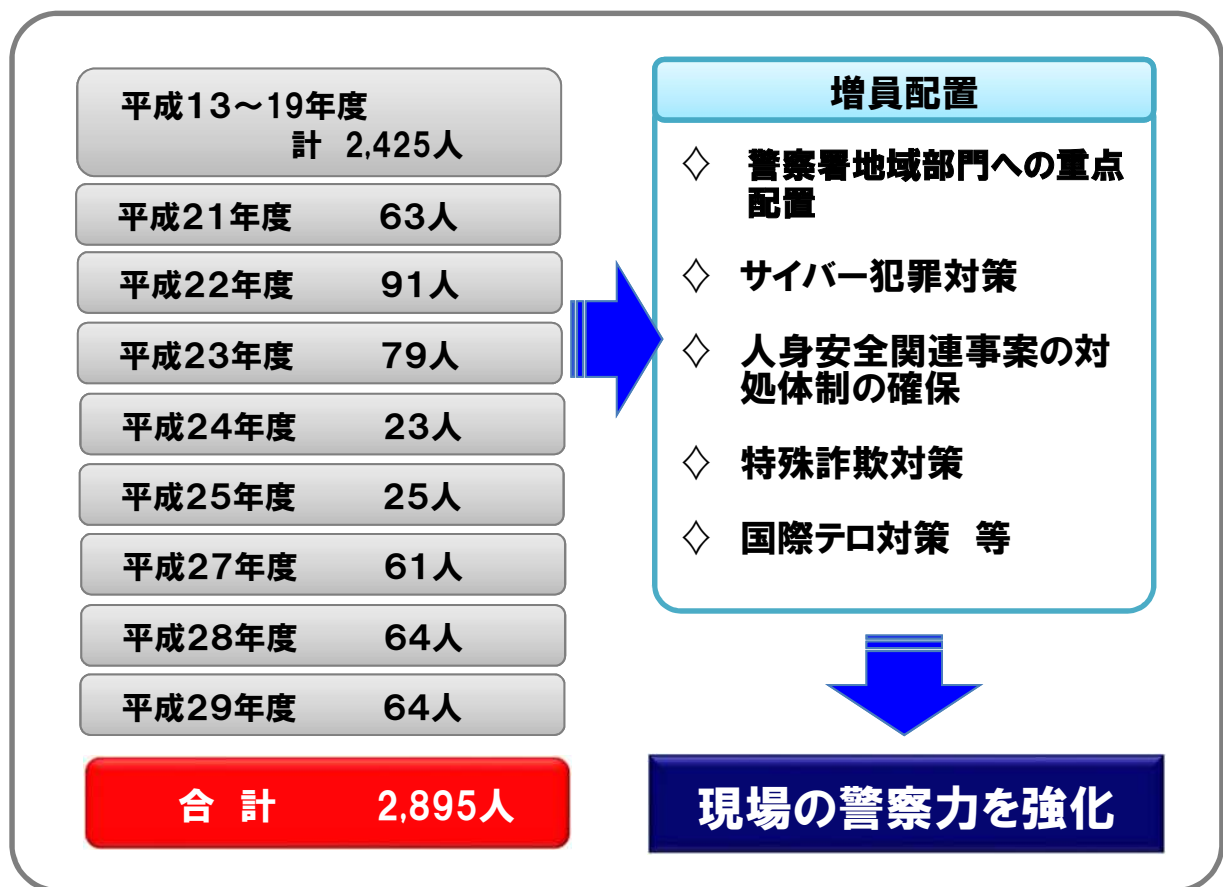 平成13～19年度
計 2,425人
平成21年度 63人
平成22年度 91人
平成23年度 79人
平成24年度 23人
平成25年度 25人
平成27年度 61人
平成28年度 64人
平成29年度 64人
合 計 2,895人
増員配置
◇ 警察署地域部門への重点
配置
◇ サイバー犯罪対策
◇ 人身安全関連事案の対
処体制の確保
◇ 特殊詐欺対策
◇ 国際テロ対策 等
現場の警察力を強化